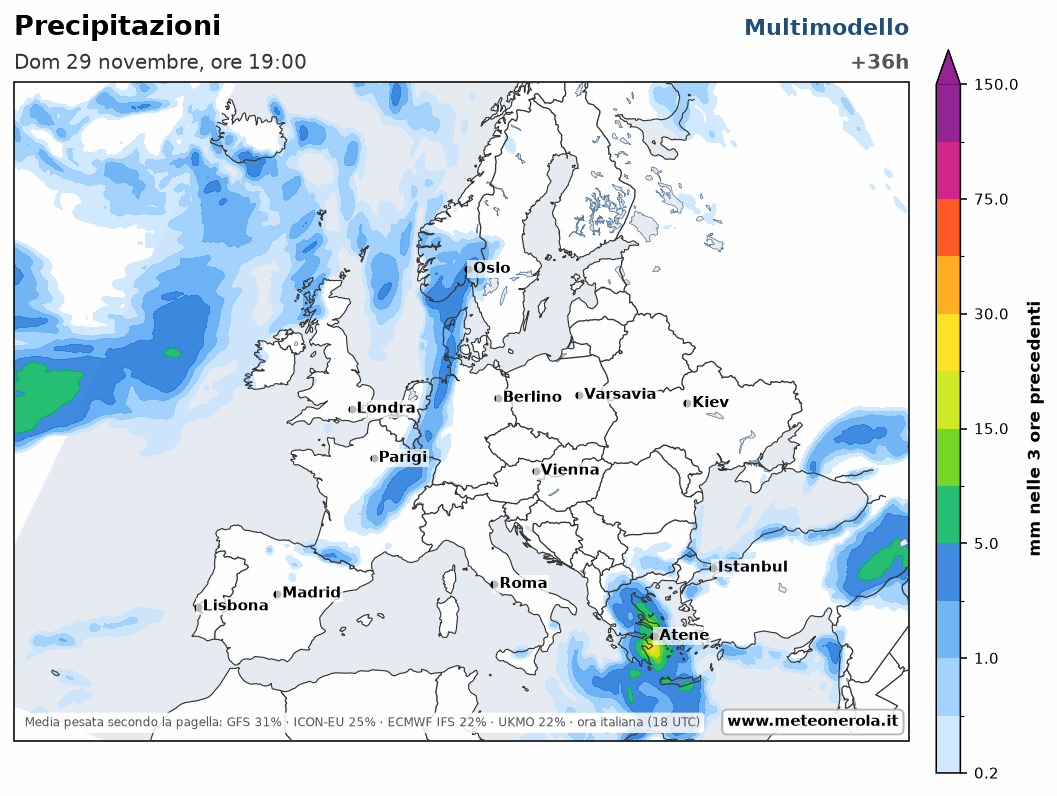 Precipitazioni
Multimodello
Dom 29 novembre, ore 19:00
+36h
150.0
75.0
30.0
15.0
5.0
1.0
0.2
mm nelle 3 ore precedenti
Oslo
Berlino
Varsavia
Kiev
Londra
Parigi
Vienna
Istanbul
Roma
Madrid
Lisbona
Atene
Media pesata secondo la pagella: GFS 31% · ICON-EU 25% · ECMWF IFS 22% · UKMO 22% · ora italiana (18 UTC)
www.meteonerola.it